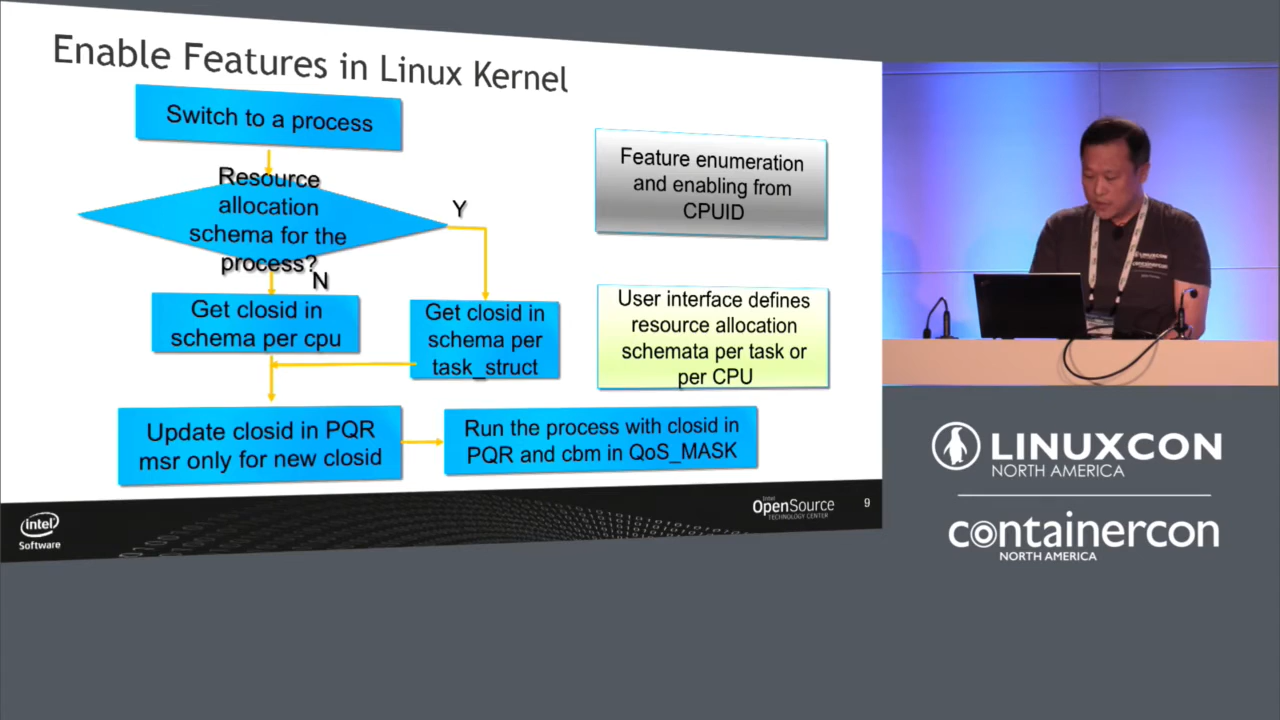 Enable Features in Linux Kernel
Switch to a process
Resource
allocation
schema for the
process?
Y
N
Get closid in
schema per cpu
Get closid in
schema per
task_struct
Update closid in PQR
msr only for new closid
Run the process with closid in
PQR and cbm in QoS_MASK
Feature enumeration
and enabling from
CPUID
User interface defines
resource allocation
schemata per task or
per CPU
intel
Software
Intel
OpenSource
TECHNOLOGY CENTER
9
LINUXCON
NORTH AMERICA
containercon
NORTH AMERICA